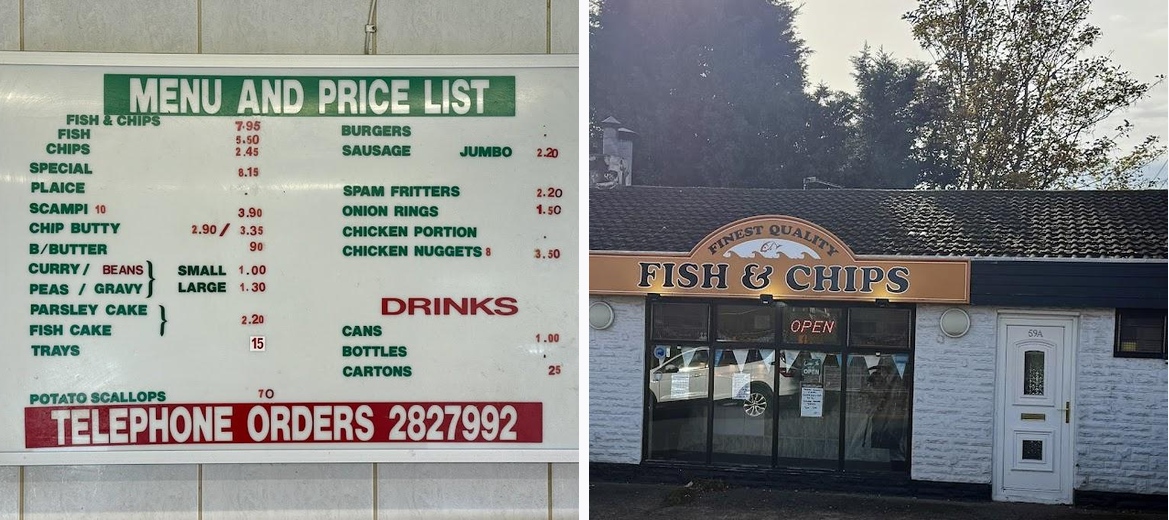 MENU AND PRICE LIST
FISH & CHIPS 7.95
FISH 5.50
CHIPS 2.45
SPECIAL 8.15
PLAICE
SCAMPI 10 3.90
CHIP BUTTY 2.90 / 3.35
B/BUTTER 90
CURRY / BEANS } SMALL 1.00
PEAS / GRAVY } LARGE 1.30
PARSLEY CAKE }
FISH CAKE } 2.20
TRAYS 15
POTATO SCALLOPS 70
BURGERS
SAUSAGE JUMBO 2.20
SPAM FRITTERS 2.20
ONION RINGS 1.50
CHICKEN PORTION
CHICKEN NUGGETS 8 3.50
DRINKS
CANS 1.00
BOTTLES
CARTONS 25
TELEPHONE ORDERS 2827992
FINEST QUALITY
FISH & CHIPS
OPEN
OPEN
59A